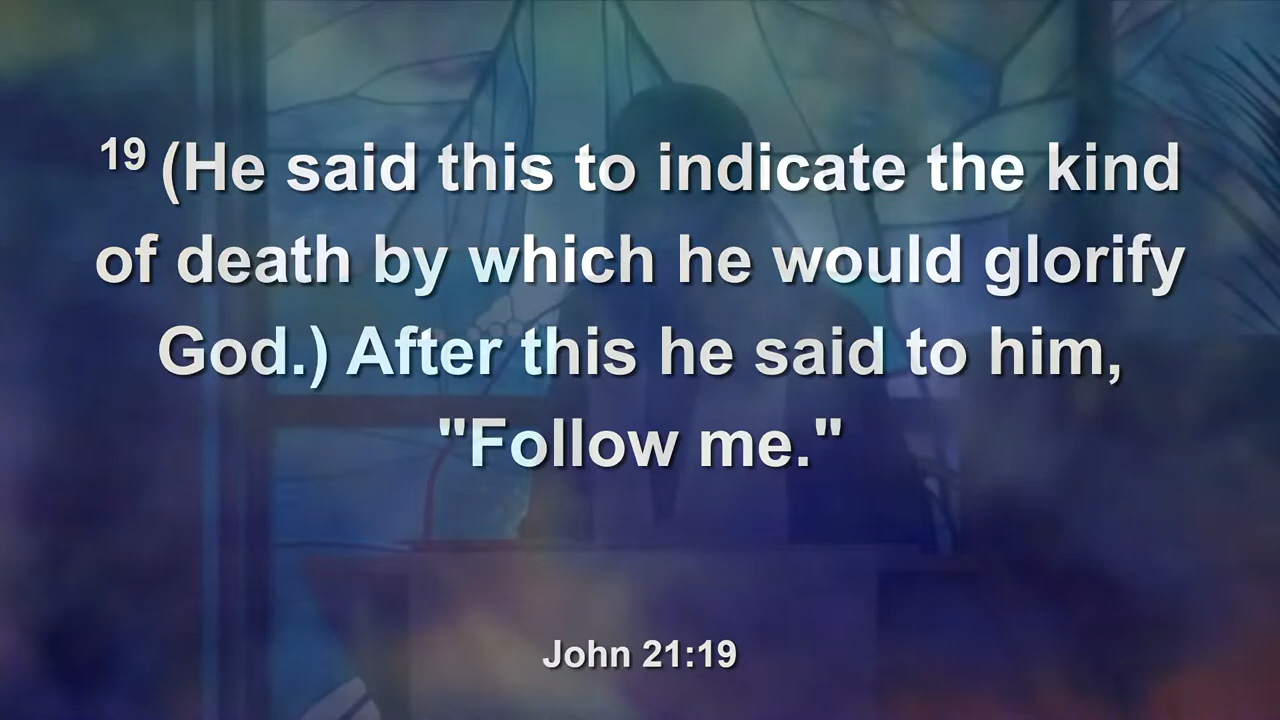 19 (He said this to indicate the kind
of death by which he would glorify
God.) After this he said to him,
"Follow me."
John 21:19